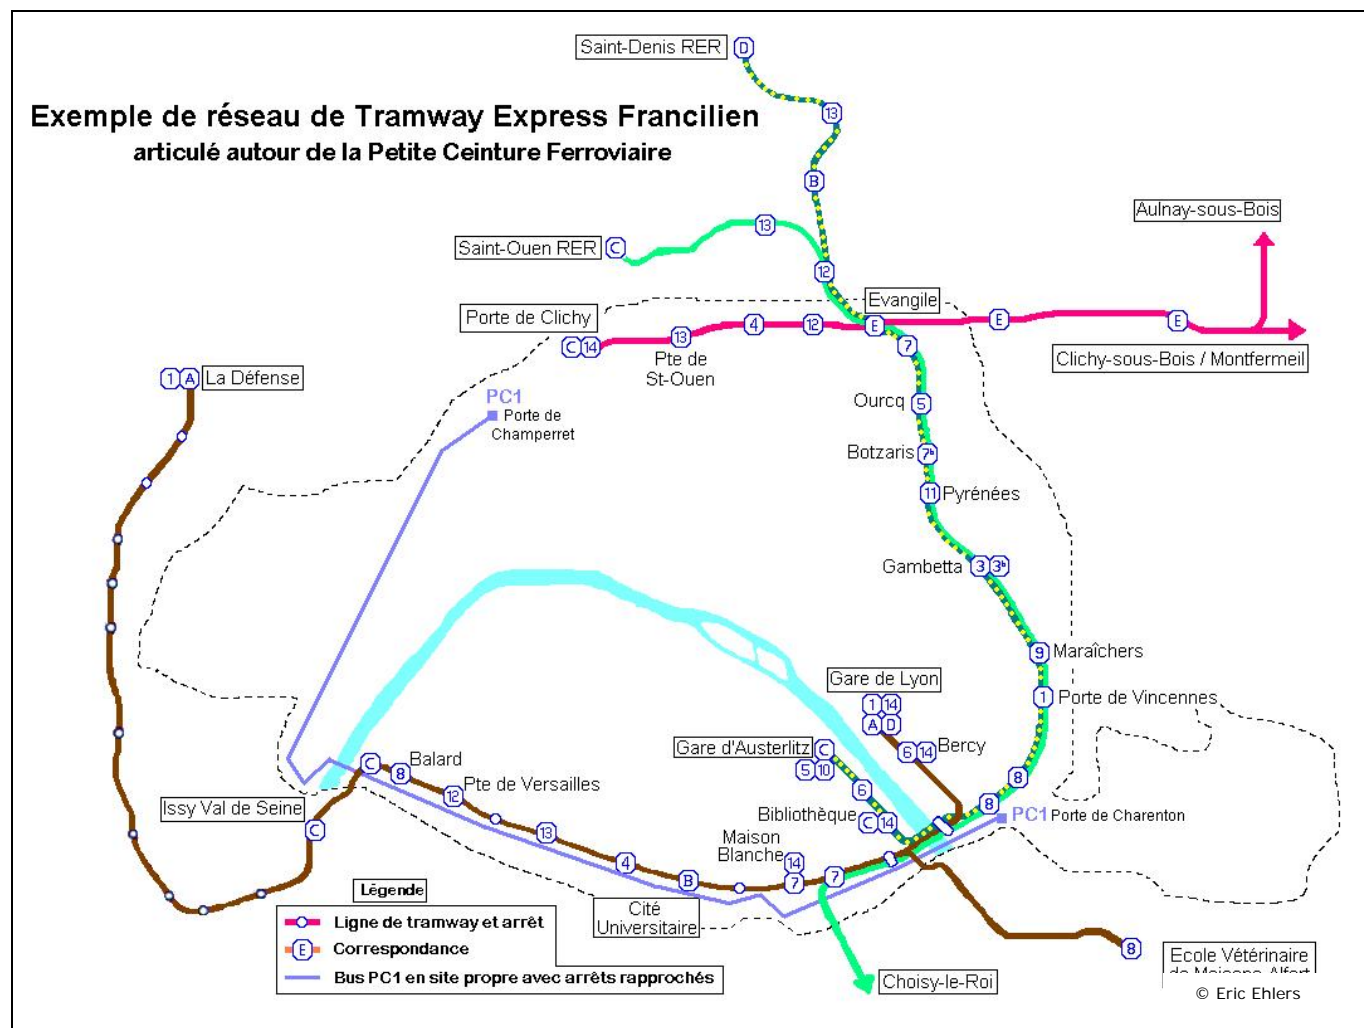 Saint-Denis RER
D
Exemple de réseau de Tramway Express Francilien
articulé autour de la Petite Ceinture Ferroviaire
13
B
Aulnay-sous-Bois
13
Saint-Ouen RER
C
12
Evangile
Porte de Clichy
C 14
13
4
12
E
E
E
Pte de
St-Ouen
7
Clichy-sous-Bois / Montfermeil
1 A
La Défense
PC1
Porte de
Champerret
Ourcq
5
Botzaris
7b
11
Pyrénées
Gambetta
3 3b
9
Maraîchers
Gare de Lyon
1 14
A D
1
Porte de Vincennes
Gare d'Austerlitz
C
5 10
6 14
Bercy
6
8
8
Bibliothèque
C 14
PC1 Porte de Charenton
C
8
Balard
12
Pte de Versailles
Issy Val de Seine
C
13
4
B
Maison
Blanche
14
7
7
Cité
Universitaire
Choisy-le-Roi
8
Ecole Vétérinaire
de Maisons-Alfort
Légende
Ligne de tramway et arrêt
E
Correspondance
Bus PC1 en site propre avec arrêts rapprochés
© Eric Ehlers